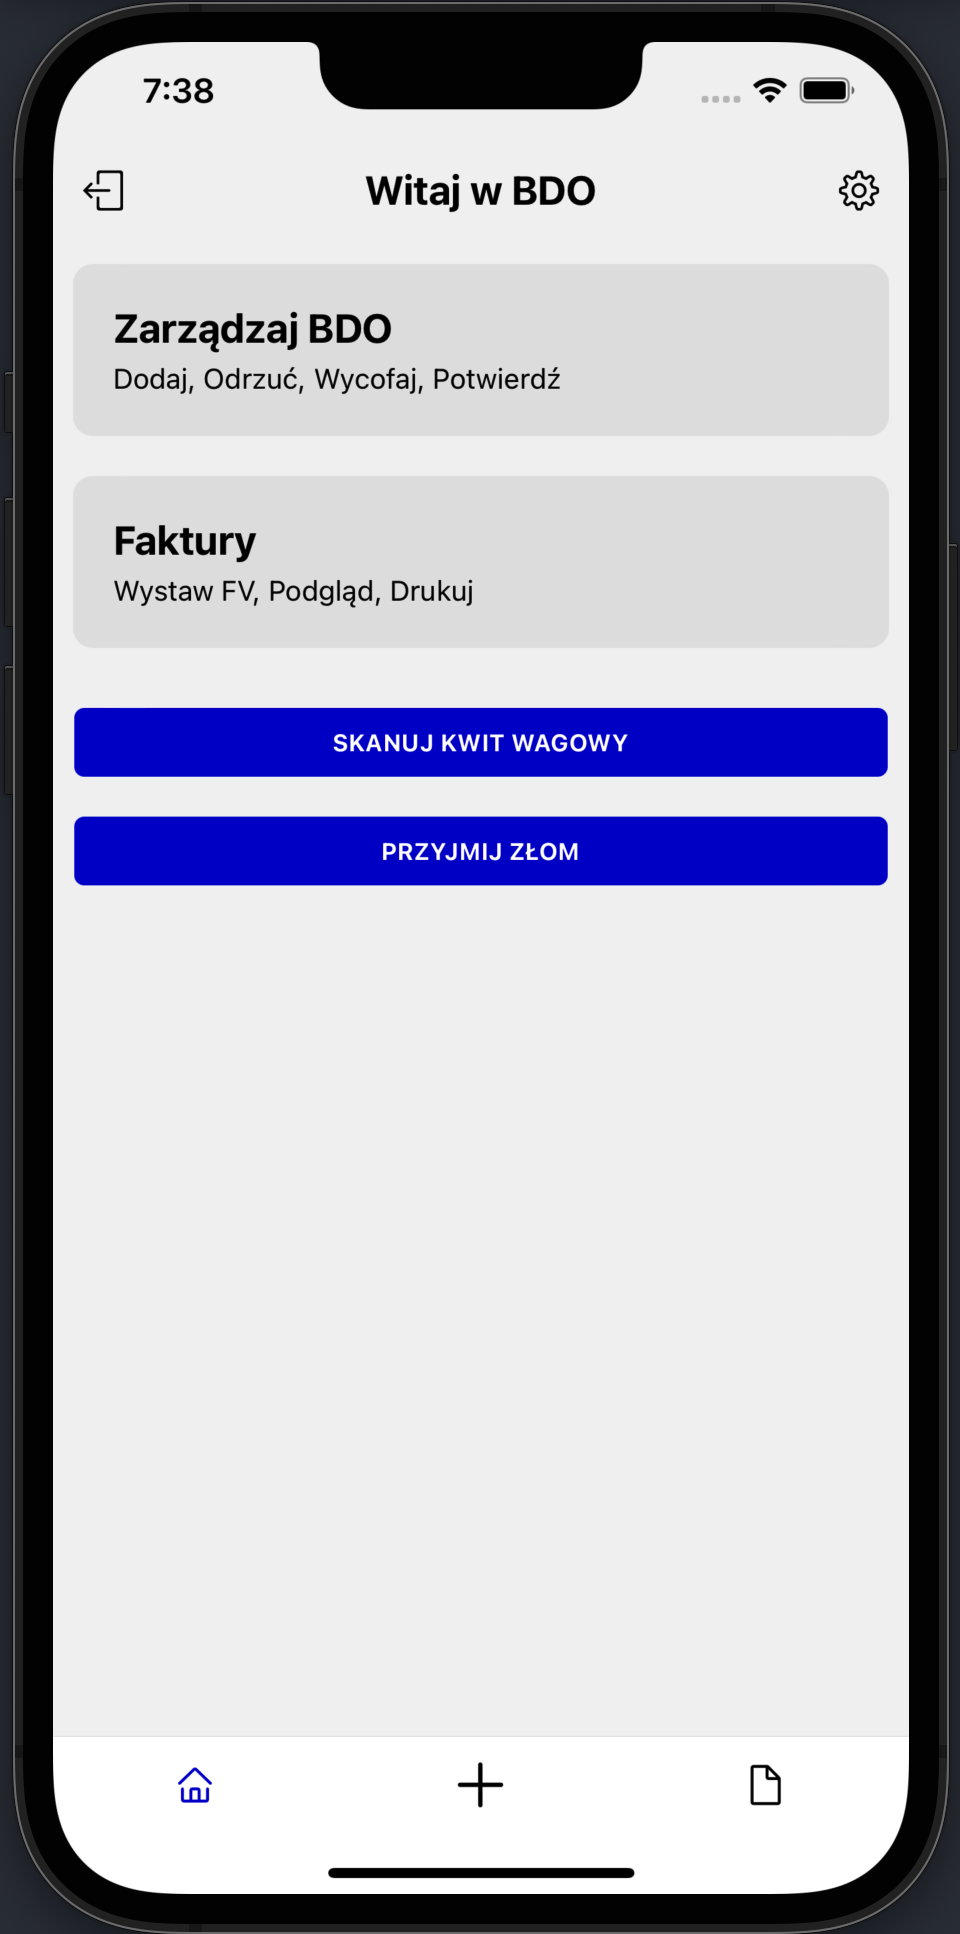 7:38
Witaj w BDO
Zarządzaj BDO
Dodaj, Odrzuć, Wycofaj, Potwierdź
Faktury
Wystaw FV, Podgląd, Drukuj
SKANUJ KWIT WAGOWY
PRZYJMIJ ZŁOM